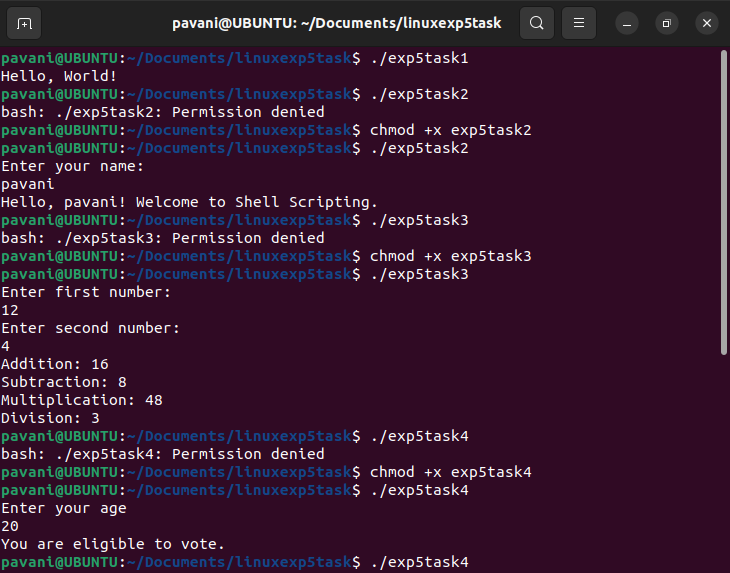 pavani@UBUNTU: ~/Documents/linuxexp5task
pavani@UBUNTU:~/Documents/linuxexp5task$ ./exp5task1
Hello, World!
pavani@UBUNTU:~/Documents/linuxexp5task$ ./exp5task2
bash: ./exp5task2: Permission denied
pavani@UBUNTU:~/Documents/linuxexp5task$ chmod +x exp5task2
pavani@UBUNTU:~/Documents/linuxexp5task$ ./exp5task2
Enter your name:
pavani
Hello, pavani! Welcome to Shell Scripting.
pavani@UBUNTU:~/Documents/linuxexp5task$ ./exp5task3
bash: ./exp5task3: Permission denied
pavani@UBUNTU:~/Documents/linuxexp5task$ chmod +x exp5task3
pavani@UBUNTU:~/Documents/linuxexp5task$ ./exp5task3
Enter first number:
12
Enter second number:
4
Addition: 16
Subtraction: 8
Multiplication: 48
Division: 3
pavani@UBUNTU:~/Documents/linuxexp5task$ ./exp5task4
bash: ./exp5task4: Permission denied
pavani@UBUNTU:~/Documents/linuxexp5task$ chmod +x exp5task4
pavani@UBUNTU:~/Documents/linuxexp5task$ ./exp5task4
Enter your age
20
You are eligible to vote.
pavani@UBUNTU:~/Documents/linuxexp5task$ ./exp5task4